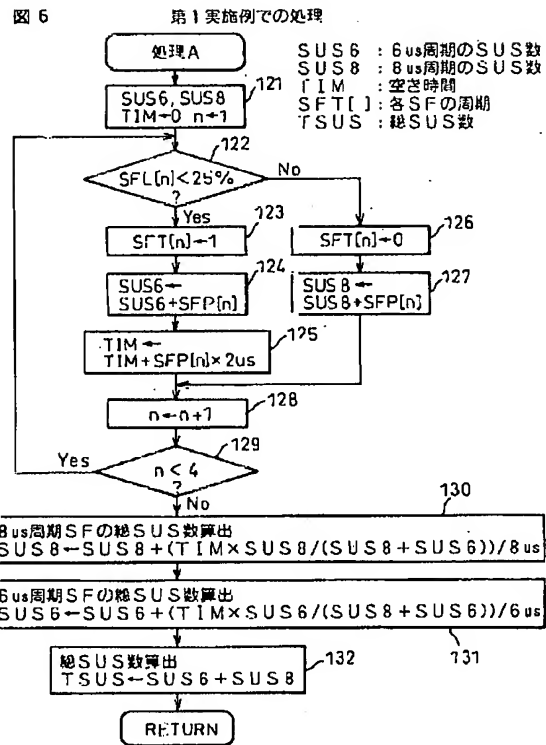 図 6 第1実施例での処理
処理A
SUS6 : 6us周期のSUS数
SUS8 : 8us周期のSUS数
TIM : 空き時間
SFT[ ] : 各SFの周期
TSUS : 総SUS数
121
SUS6, SUS8
TIM←0 n←1
122
SFL[n]<25%
?
No
Yes
123
SFT[n]←1
126
SFT[n]←0
124
SUS6←
SUS6+SFP[n]
127
SUS8←
SUS8+SFP[n]
125
TIM←
TIM+SFP[n]×2us
n←n+1
128
129
Yes
n<4
?
No
130
8us周期SFの総SUS数算出
SUS8←SUS8+(TIM×SUS8/(SUS8+SUS6))/8us
6us周期SFの総SUS数算出
SUS6←SUS6+(TIM×SUS6/(SUS8+SUS6))/6us
131
総SUS数算出
TSUS←SUS6+SUS8
132
RETURN